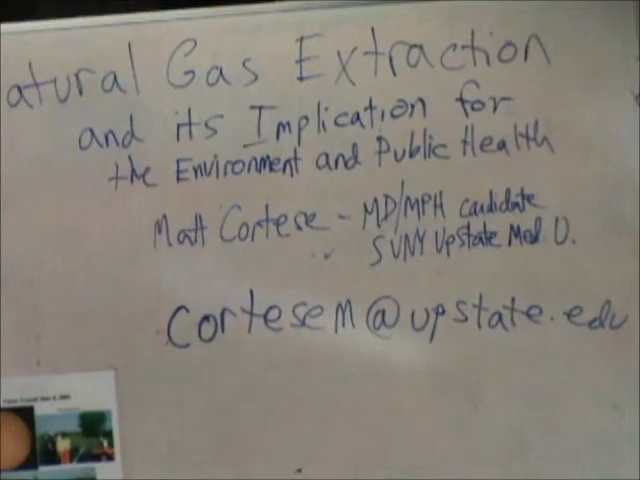 atural Gas Extraction
and its Implication for
the Environment and Public Health
Matt Cortese - MD/MPH candidate
SUNY Upstate Med U.
cortesem@upstate.edu